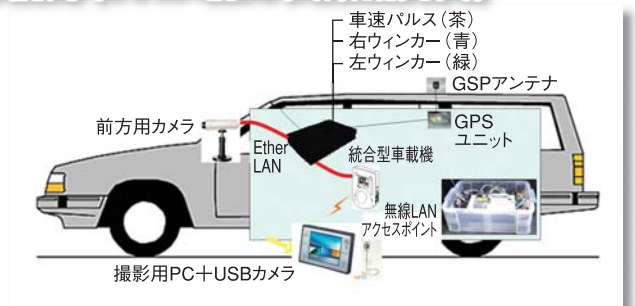 車速パルス（茶）
右ウィンカー（青）
左ウィンカー（緑）
GSPアンテナ
前方用カメラ
GPS
ユニット
Ether
LAN
統合型車載機
無線LAN
アクセスポイント
撮影用PC＋USBカメラ